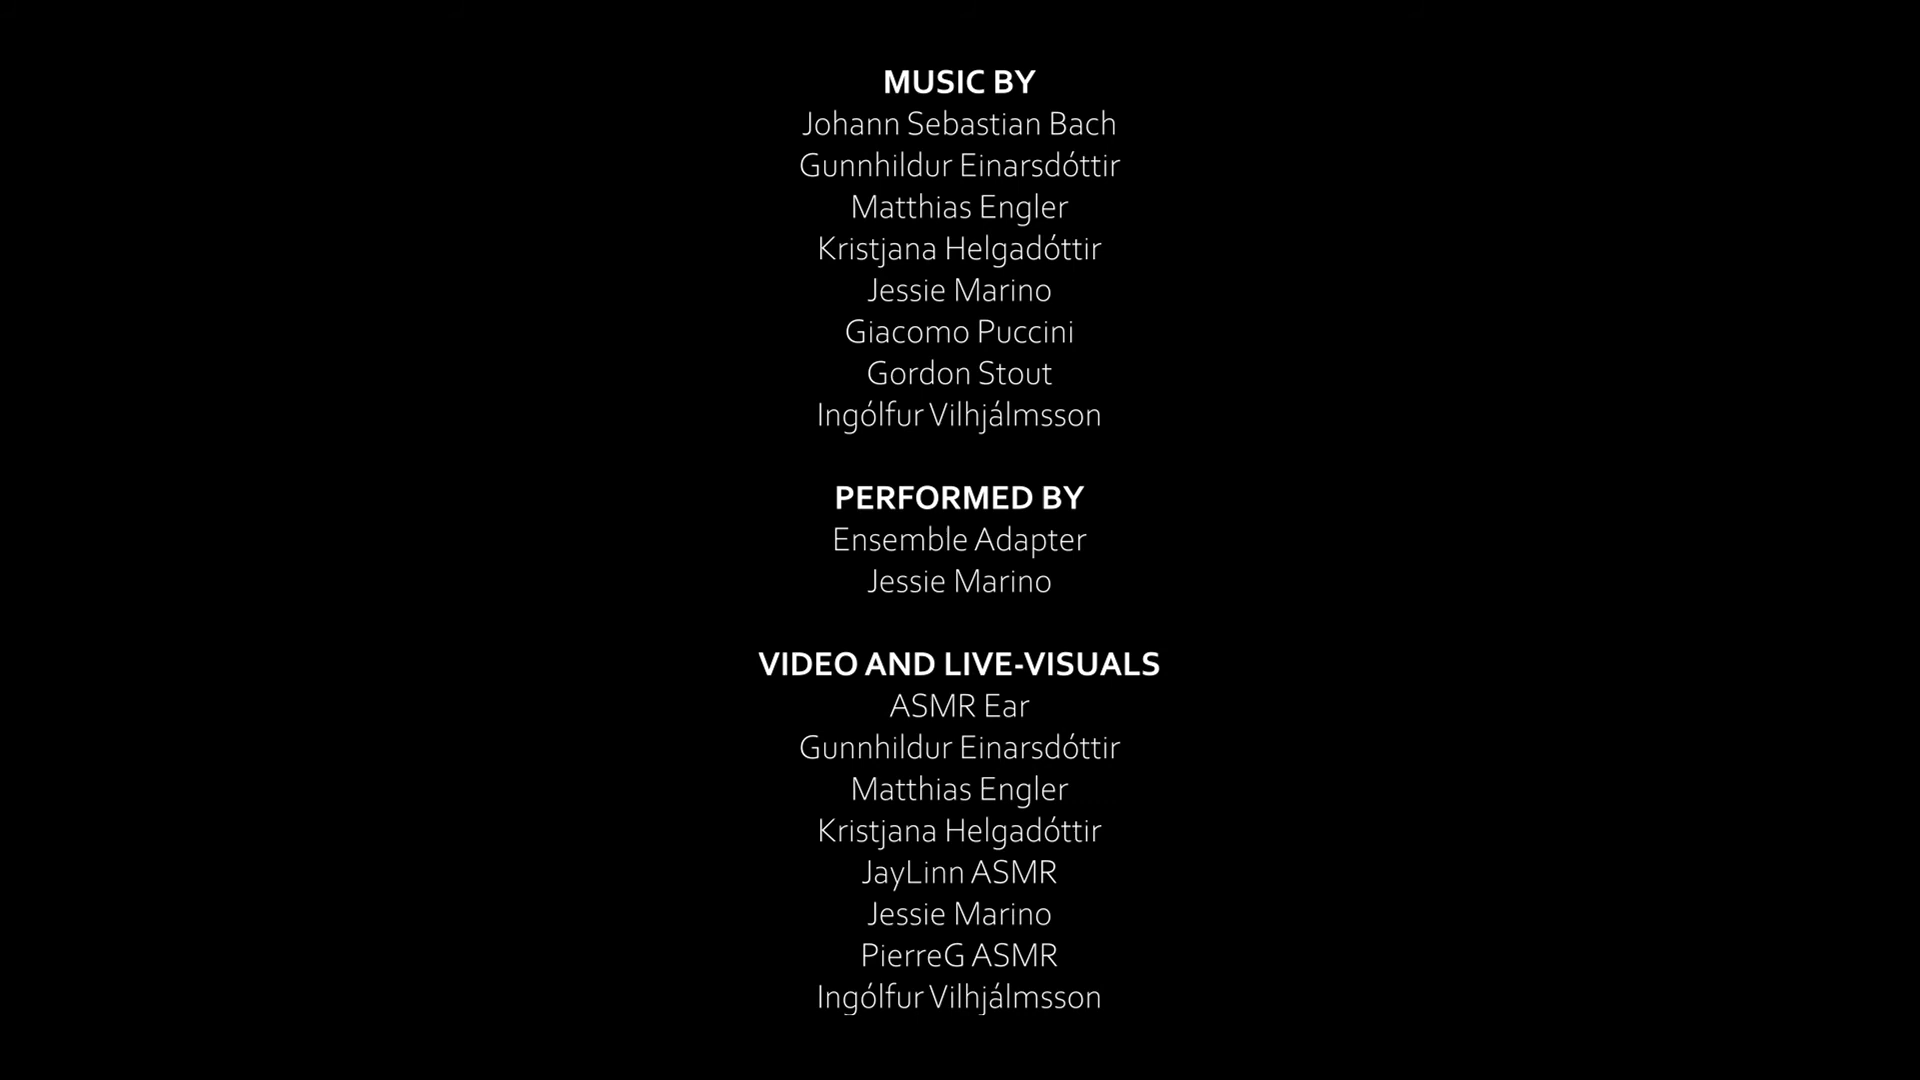 MUSIC BY
Johann Sebastian Bach
Gunnhildur Einarsdóttir
Matthias Engler
Kristjana Helgadóttir
Jessie Marino
Giacomo Puccini
Gordon Stout
Ingólfur Vilhjálmsson
PERFORMED BY
Ensemble Adapter
Jessie Marino
VIDEO AND LIVE-VISUALS
ASMR Ear
Gunnhildur Einarsdóttir
Matthias Engler
Kristjana Helgadóttir
JayLinn ASMR
Jessie Marino
PierreG ASMR
Ingólfur Vilhjálmsson